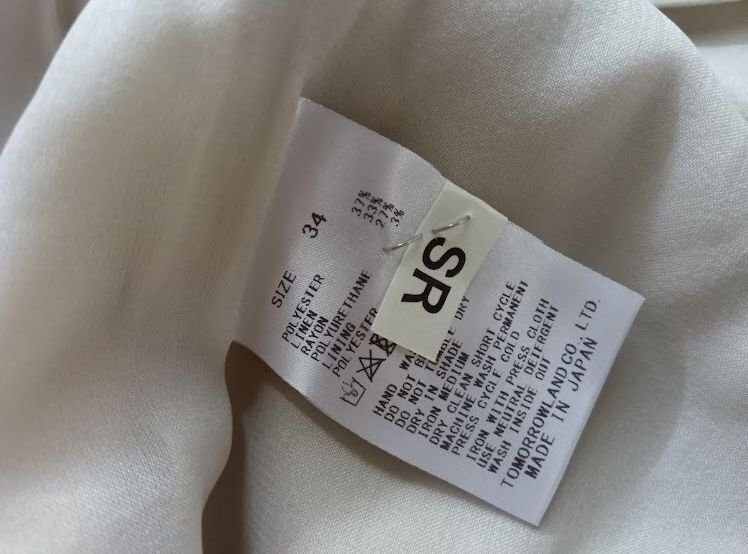 SIZE 34
POLYESTER 37%
LINEN 33%
RAYON 27%
POLYURETHANE 3%
LINING
POLYESTER
SR
HAND
DO NOT
DO NOT TUMBLE DRY
DRY IN SHADE
IRON MEDIUM
DRY CLEAN SHORT CYCLE
MACHINE WASH PERMANENT
PRESS CYCLE COLD
IRON WITH PRESS CLOTH
USE NEUTRAL DETERGENT
WASH INSIDE OUT
TOMORROWLAND CO., LTD.
MADE IN JAPAN